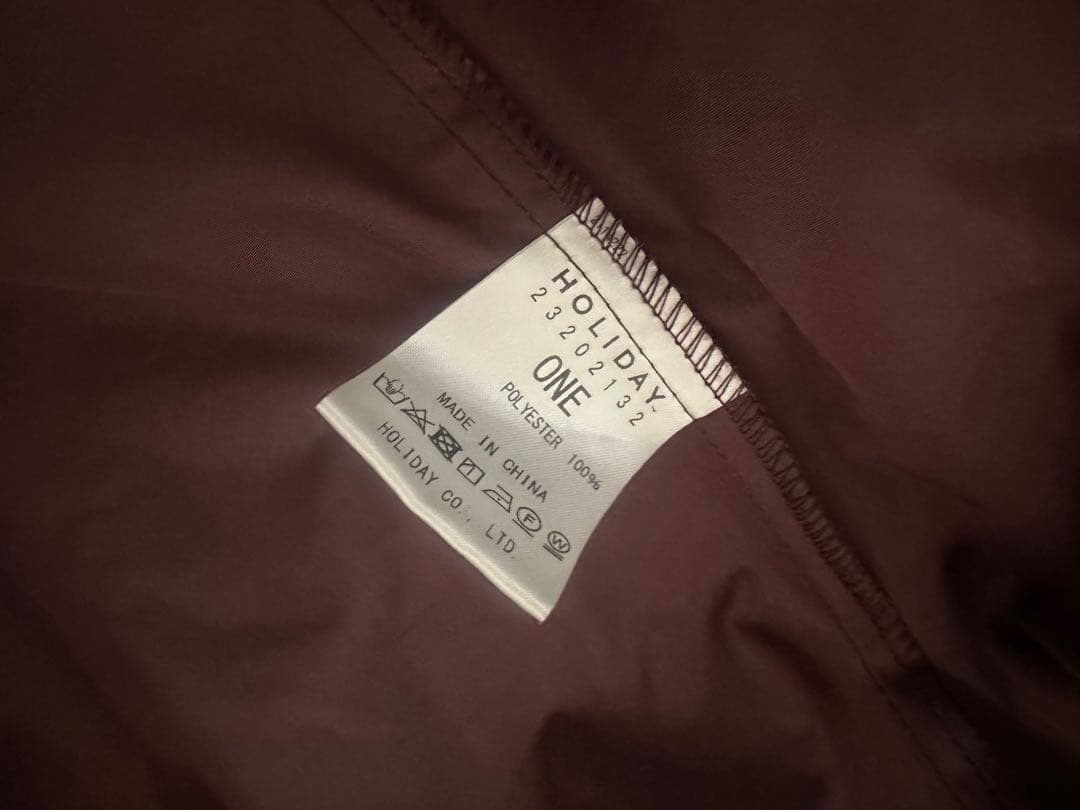 HOLIDAY
23202132
ONE
POLYESTER 100%
MADE IN CHINA
F W
HOLIDAY CO., LTD.